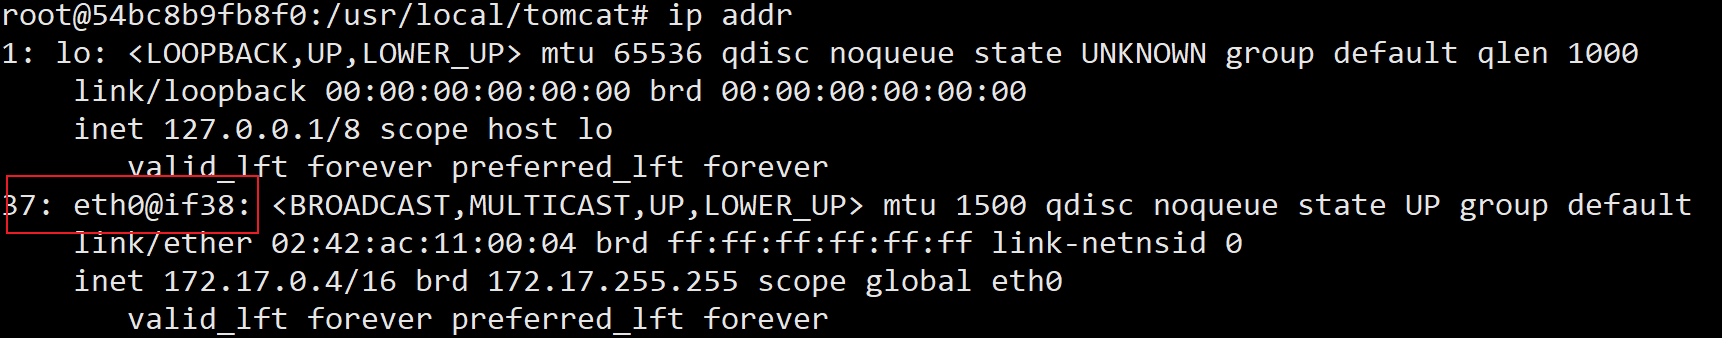 root@54bc8b9fb8f0:/usr/local/tomcat# ip addr
1: lo: <LOOPBACK,UP,LOWER_UP> mtu 65536 qdisc noqueue state UNKNOWN group default qlen 1000
    link/loopback 00:00:00:00:00:00 brd 00:00:00:00:00:00
    inet 127.0.0.1/8 scope host lo
       valid_lft forever preferred_lft forever
37: eth0@if38: <BROADCAST,MULTICAST,UP,LOWER_UP> mtu 1500 qdisc noqueue state UP group default
    link/ether 02:42:ac:11:00:04 brd ff:ff:ff:ff:ff:ff link-netnsid 0
    inet 172.17.0.4/16 brd 172.17.255.255 scope global eth0
       valid_lft forever preferred_lft forever